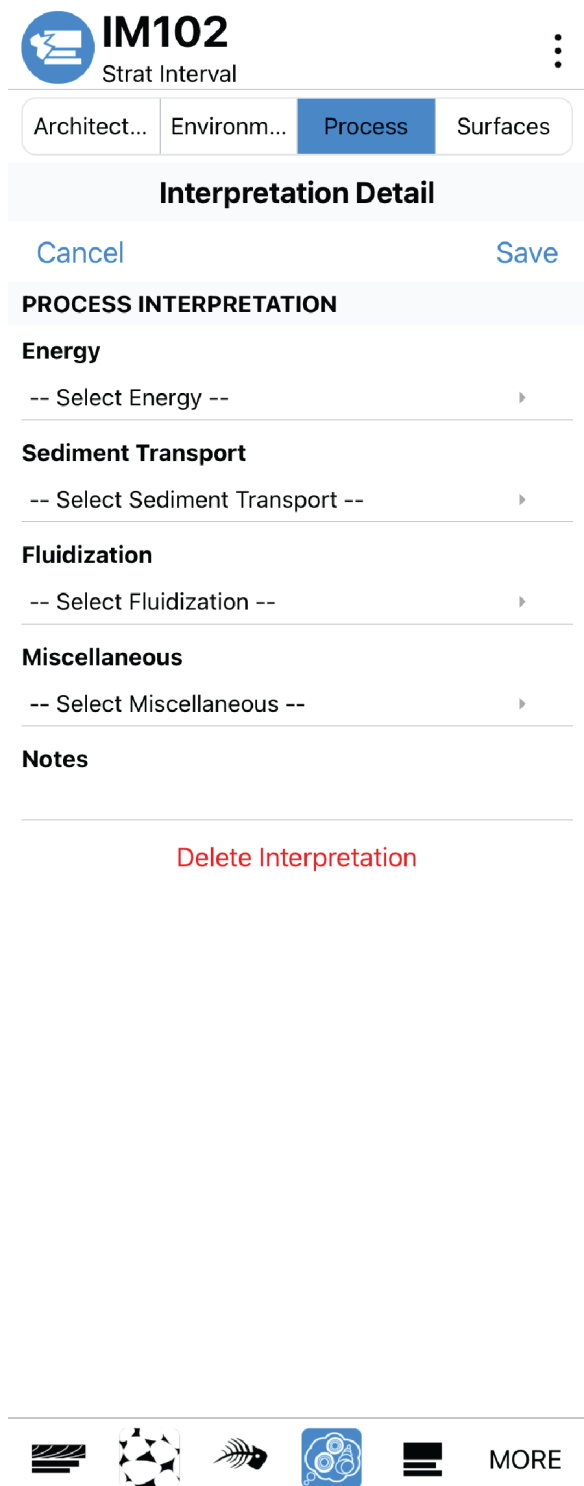 IM102
Strat Interval
Architect... Environm... Process Surfaces
Interpretation Detail
Cancel Save
PROCESS INTERPRETATION
Energy
-- Select Energy --
Sediment Transport
-- Select Sediment Transport --
Fluidization
-- Select Fluidization --
Miscellaneous
-- Select Miscellaneous --
Notes
Delete Interpretation
MORE